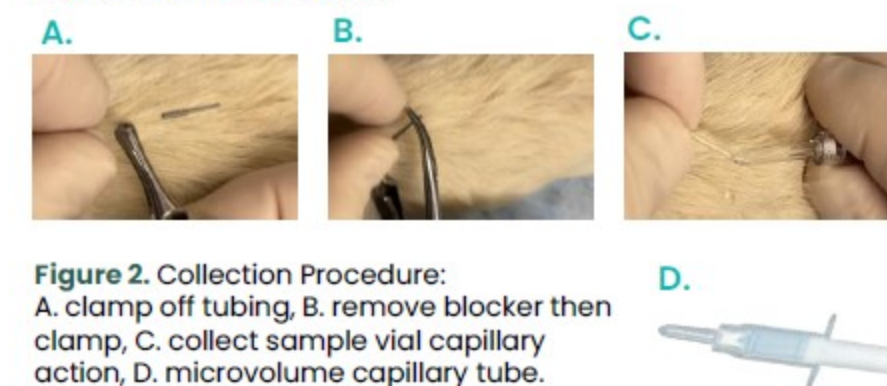 A.
B.
C.
Figure 2. Collection Procedure:
A. clamp off tubing, B. remove blocker then
clamp, C. collect sample vial capillary
action, D. microvolume capillary tube.
D.